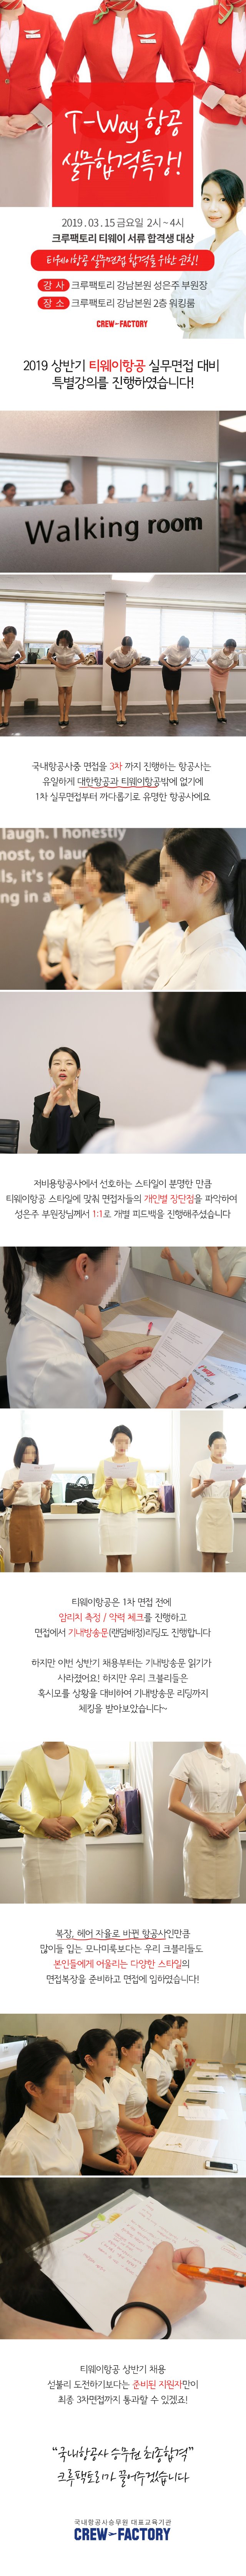 T-Way 항공
실무합격특강!
2019 . 03 . 15 금요일 2시 ~ 4시
크루팩토리 티웨이 서류 합격생 대상
티웨이항공 실무면접 합격을 위한 코칭!
강 사 크루팩토리 강남본원 성은주 부원장
장 소 크루팩토리 강남본원 2층 워킹룸
CREW-FACTORY
2019 상반기 티웨이항공 실무면접 대비
특별강의를 진행하였습니다!
Walking room
국내항공사중 면접을 3차 까지 진행하는 항공사는
유일하게 대한항공과 티웨이항공밖에 없기에
1차 실무면접부터 까다롭기로 유명한 항공사에요
laugh. I honestly
most, to laug
ls, it's
ng in a
저비용항공사에서 선호하는 스타일이 분명한 만큼
티웨이항공 스타일에 맞춰 면접자들의 개인별 장단점을 파악하여
성은주 부원장님께서 1:1로 개별 피드백을 진행해주셨습니다
티웨이항공은 1차 면접 전에
암리치 측정 / 악력 체크를 진행하고
면접에서 기내방송문(랜덤배정)리딩도 진행합니다
하지만 이번 상반기 채용부터는 기내방송문 읽기가
사라졌어요! 하지만 우리 크블리들은
혹시모를 상황을 대비하여 기내방송문 리딩까지
체킹을 받아보았습니다~
복장, 헤어 자율로 바뀐 항공사인만큼
많이들 입는 모나미룩보다는 우리 크블리들도
본인들에게 어울리는 다양한 스타일의
면접복장을 준비하고 면접에 임하였습니다!
티웨이항공 상반기 채용
섣불리 도전하기보다는 준비된 지원자만이
최종 3차면접까지 통과할 수 있겠죠!
“국내항공사 승무원 최종합격”
크루팩토리가 끌어주겠습니다
국내항공사승무원 대표교육기관
CREW-FACTORY